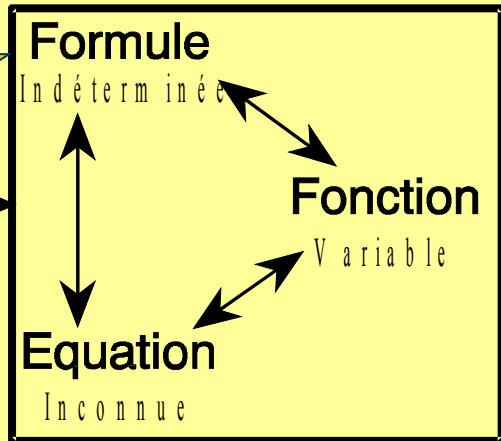 Formule
Indéterminée
Fonction
Variable
Equation
Inconnue